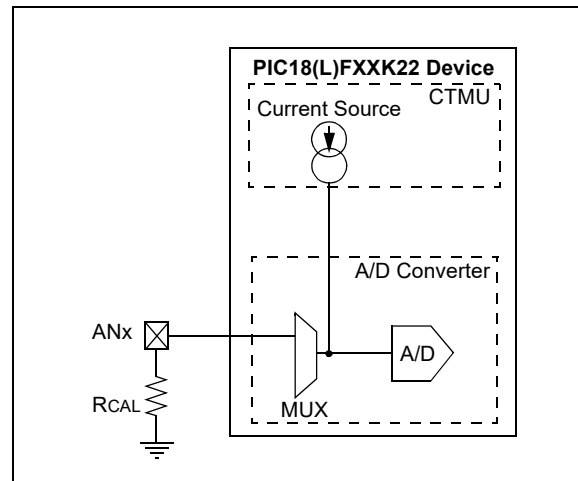 PIC18(L)FXXK22 Device
CTMU
Current Source
A/D Converter
ANx
A/D
RCAL
MUX